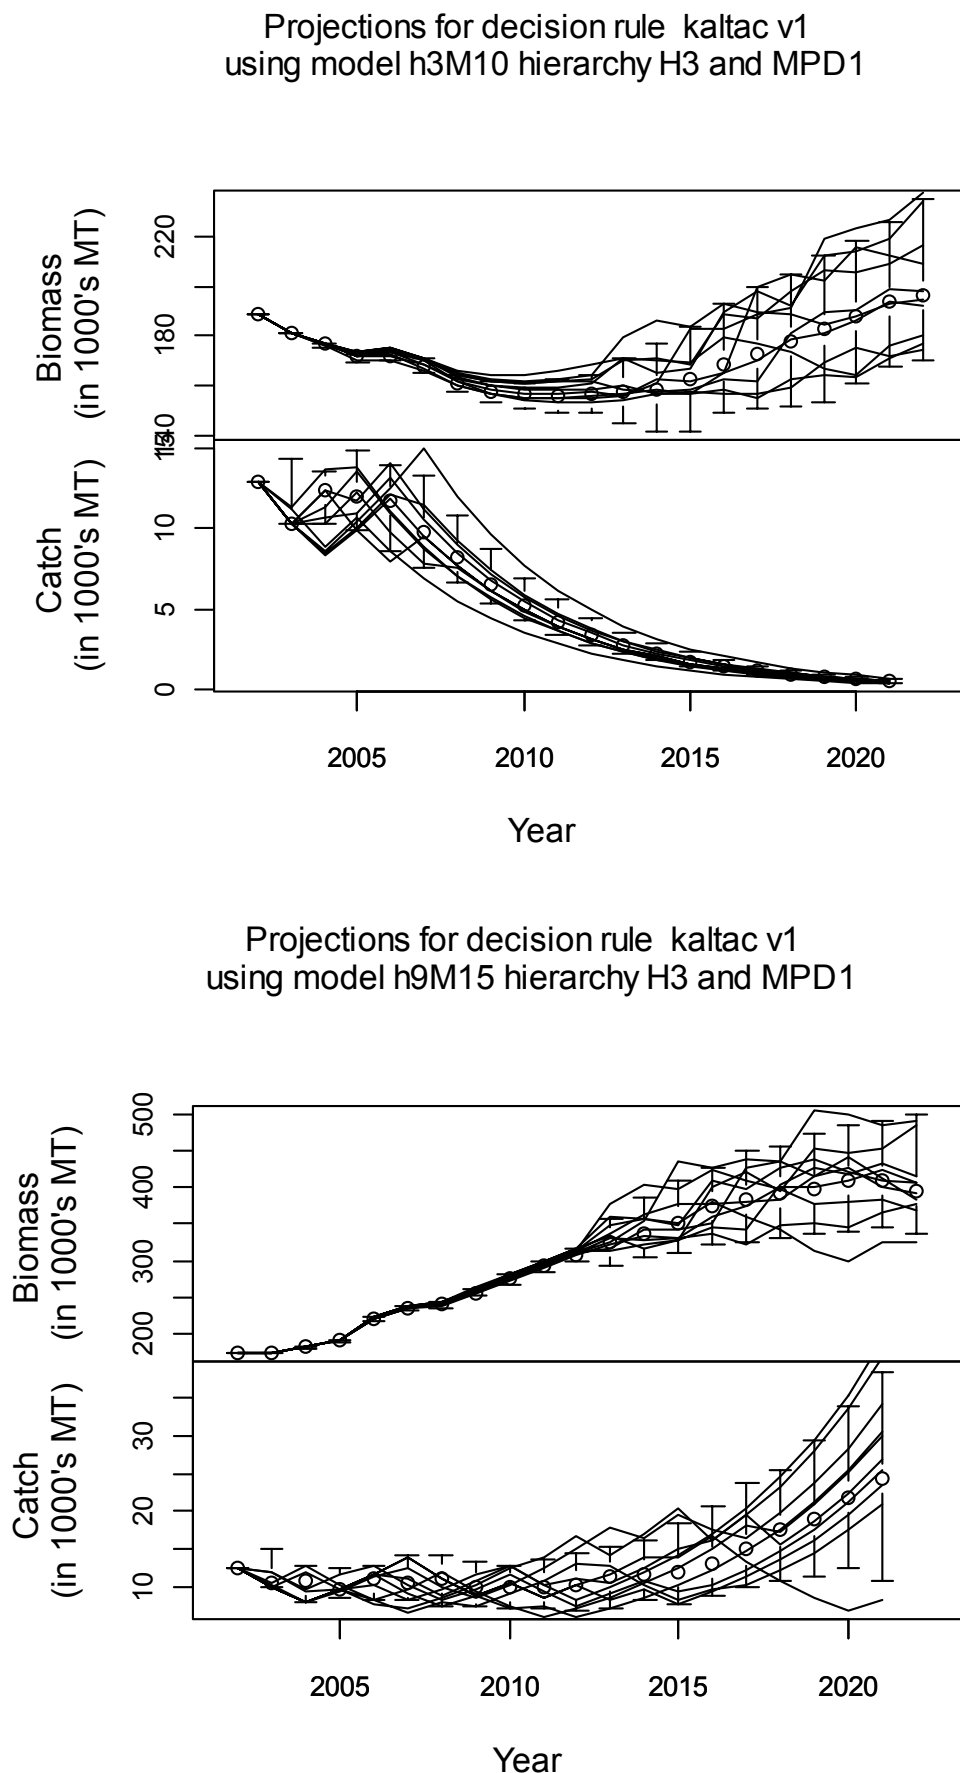 Projections for decision rule kaltac v1
using model h3M10 hierarchy H3 and MPD1
Biomass
(in 1000's MT)
220
180
140
Catch
(in 1000's MT)
10
5
0
2005 2010 2015 2020
Year
Projections for decision rule kaltac v1
using model h9M15 hierarchy H3 and MPD1
Biomass
(in 1000's MT)
500
400
300
200
Catch
(in 1000's MT)
30
20
10
2005 2010 2015 2020
Year